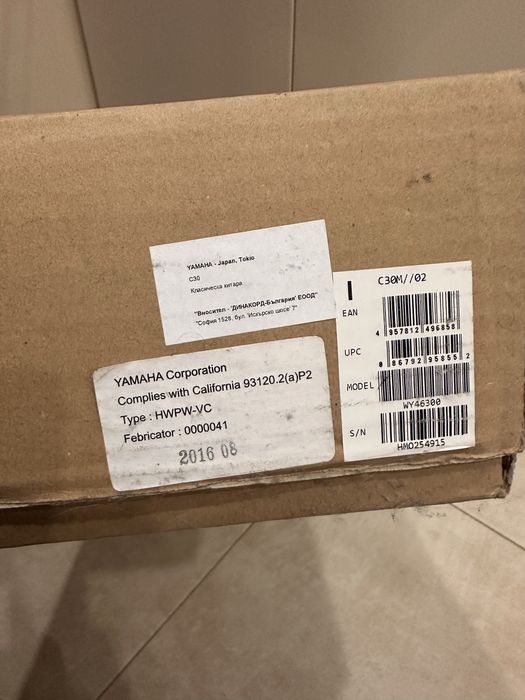 YAMAHA - Japan, Tokio
C30
Класическа китара
"Вносител - 'ДИНАКОРД-България' ЕООД"
"София 1528, бул. 'Искърско шосе' 7"
YAMAHA Corporation
Complies with California 93120.2(a)P2
Type : HWPW-VC
Febricator : 0000041
2016 08
I C30M//02
EAN
4 957812 496858
UPC
0 86792 95855 2
MODEL
WY46300
S/N
HMO254915